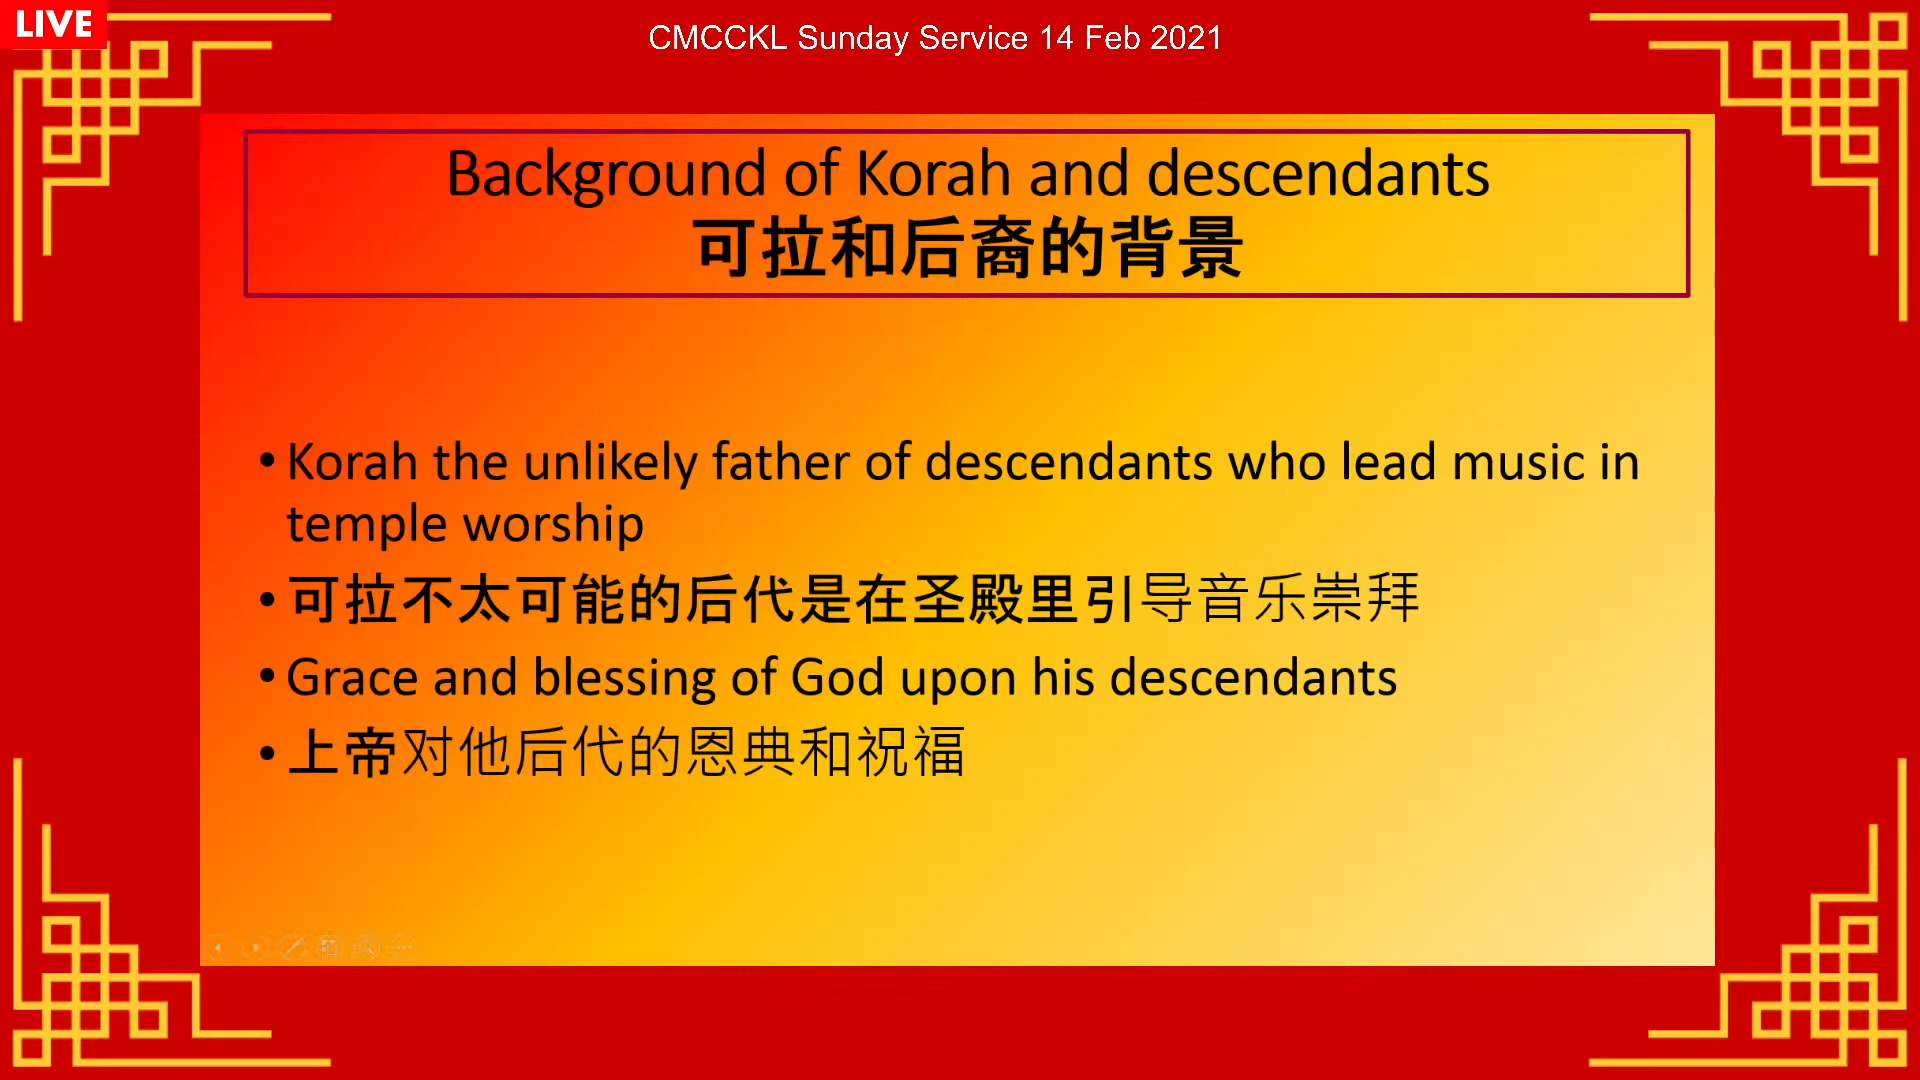 LIVE
CMCCKL Sunday Service 14 Feb 2021
Background of Korah and descendants
可拉和后裔的背景
• Korah the unlikely father of descendants who lead music in
temple worship
• 可拉不太可能的后代是在圣殿里引导音乐崇拜
• Grace and blessing of God upon his descendants
• 上帝对他后代的恩典和祝福